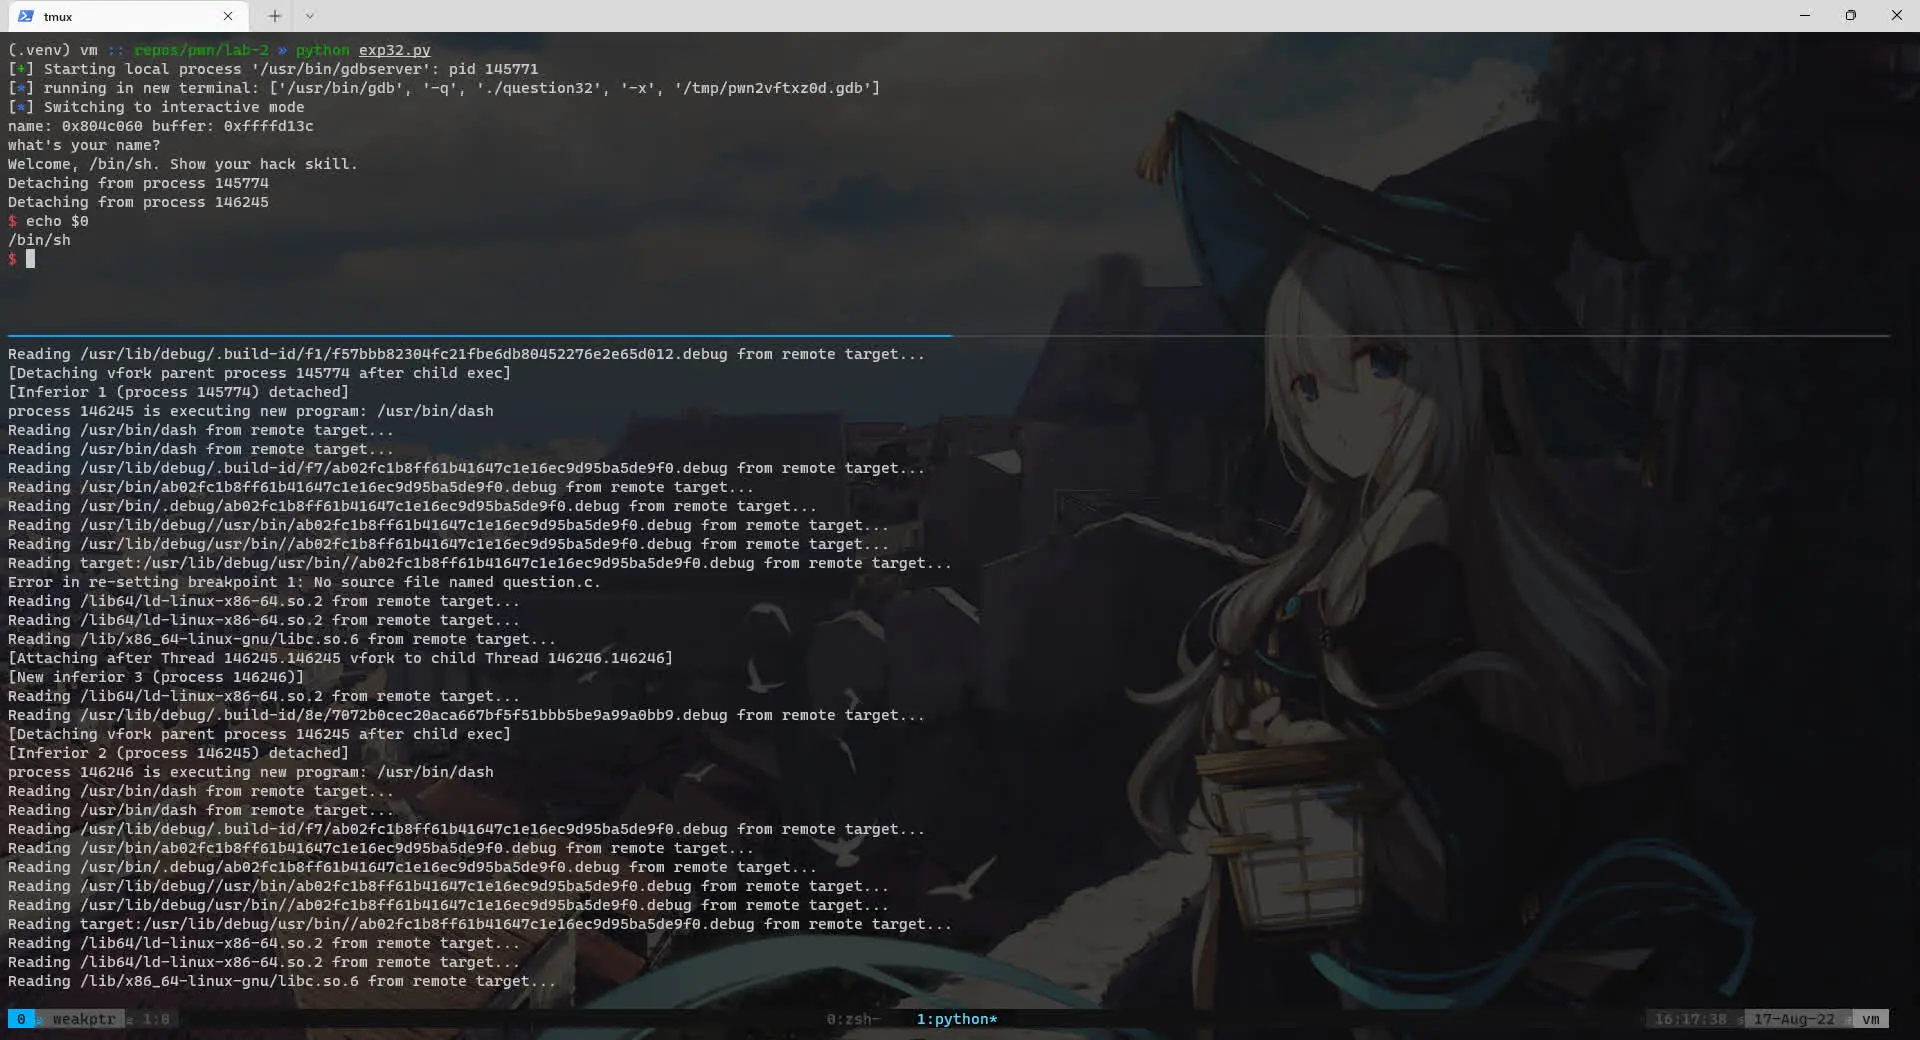 tmux
(.venv) vm :: repos/pwn/lab-2 » python exp32.py
[+] Starting local process '/usr/bin/gdbserver': pid 145771
[*] running in new terminal: ['/usr/bin/gdb', '-q', './question32', '-x', '/tmp/pwn2vftxz0d.gdb']
[*] Switching to interactive mode
name: 0x804c060 buffer: 0xffffd13c
what's your name?
Welcome, /bin/sh. Show your hack skill.
Detaching from process 145774
Detaching from process 146245
$ echo $0
/bin/sh
$
Reading /usr/lib/debug/.build-id/f1/f57bbb82304fc21fbe6db80452276e2e65d012.debug from remote target...
[Detaching vfork parent process 145774 after child exec]
[Inferior 1 (process 145774) detached]
process 146245 is executing new program: /usr/bin/dash
Reading /usr/bin/dash from remote target...
Reading /usr/bin/dash from remote target...
Reading /usr/lib/debug/.build-id/f7/ab02fc1b8ff61b41647c1e16ec9d95ba5de9f0.debug from remote target...
Reading /usr/bin/ab02fc1b8ff61b41647c1e16ec9d95ba5de9f0.debug from remote target...
Reading /usr/bin/.debug/ab02fc1b8ff61b41647c1e16ec9d95ba5de9f0.debug from remote target...
Reading /usr/lib/debug//usr/bin/ab02fc1b8ff61b41647c1e16ec9d95ba5de9f0.debug from remote target...
Reading /usr/lib/debug/usr/bin//ab02fc1b8ff61b41647c1e16ec9d95ba5de9f0.debug from remote target...
Reading target:/usr/lib/debug/usr/bin//ab02fc1b8ff61b41647c1e16ec9d95ba5de9f0.debug from remote target...
Error in re-setting breakpoint 1: No source file named question.c.
Reading /lib64/ld-linux-x86-64.so.2 from remote target...
Reading /lib64/ld-linux-x86-64.so.2 from remote target...
Reading /lib/x86_64-linux-gnu/libc.so.6 from remote target...
[Attaching after Thread 146245.146245 vfork to child Thread 146246.146246]
[New inferior 3 (process 146246)]
Reading /lib64/ld-linux-x86-64.so.2 from remote target...
Reading /usr/lib/debug/.build-id/8e/7072b0cec20aca667bf5f51bbb5be9a99a0bb9.debug from remote target...
[Detaching vfork parent process 146245 after child exec]
[Inferior 2 (process 146245) detached]
process 146246 is executing new program: /usr/bin/dash
Reading /usr/bin/dash from remote target...
Reading /usr/bin/dash from remote target...
Reading /usr/lib/debug/.build-id/f7/ab02fc1b8ff61b41647c1e16ec9d95ba5de9f0.debug from remote target...
Reading /usr/bin/ab02fc1b8ff61b41647c1e16ec9d95ba5de9f0.debug from remote target...
Reading /usr/bin/.debug/ab02fc1b8ff61b41647c1e16ec9d95ba5de9f0.debug from remote target...
Reading /usr/lib/debug//usr/bin/ab02fc1b8ff61b41647c1e16ec9d95ba5de9f0.debug from remote target...
Reading /usr/lib/debug/usr/bin//ab02fc1b8ff61b41647c1e16ec9d95ba5de9f0.debug from remote target...
Reading target:/usr/lib/debug/usr/bin//ab02fc1b8ff61b41647c1e16ec9d95ba5de9f0.debug from remote target...
Reading /lib64/ld-linux-x86-64.so.2 from remote target...
Reading /lib64/ld-linux-x86-64.so.2 from remote target...
Reading /lib/x86_64-linux-gnu/libc.so.6 from remote target...
0 weakptr 1:0 0:zsh- 1:python* 16:17:38 17-Aug-22 vm